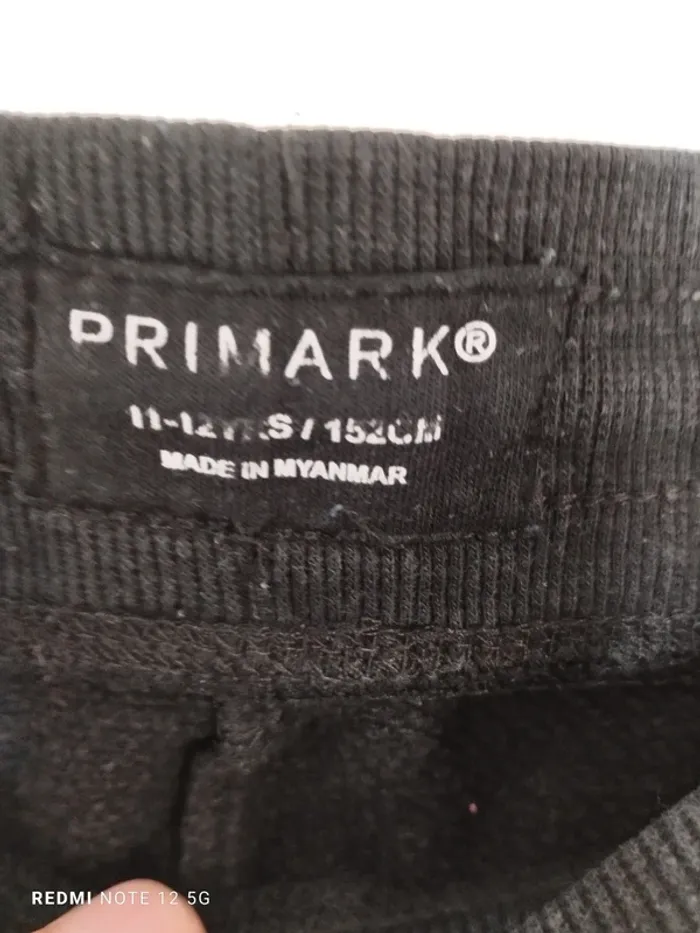 PRIMARK®
11-12YRS / 152CM
MADE IN MYANMAR
REDMI NOTE 12 5G